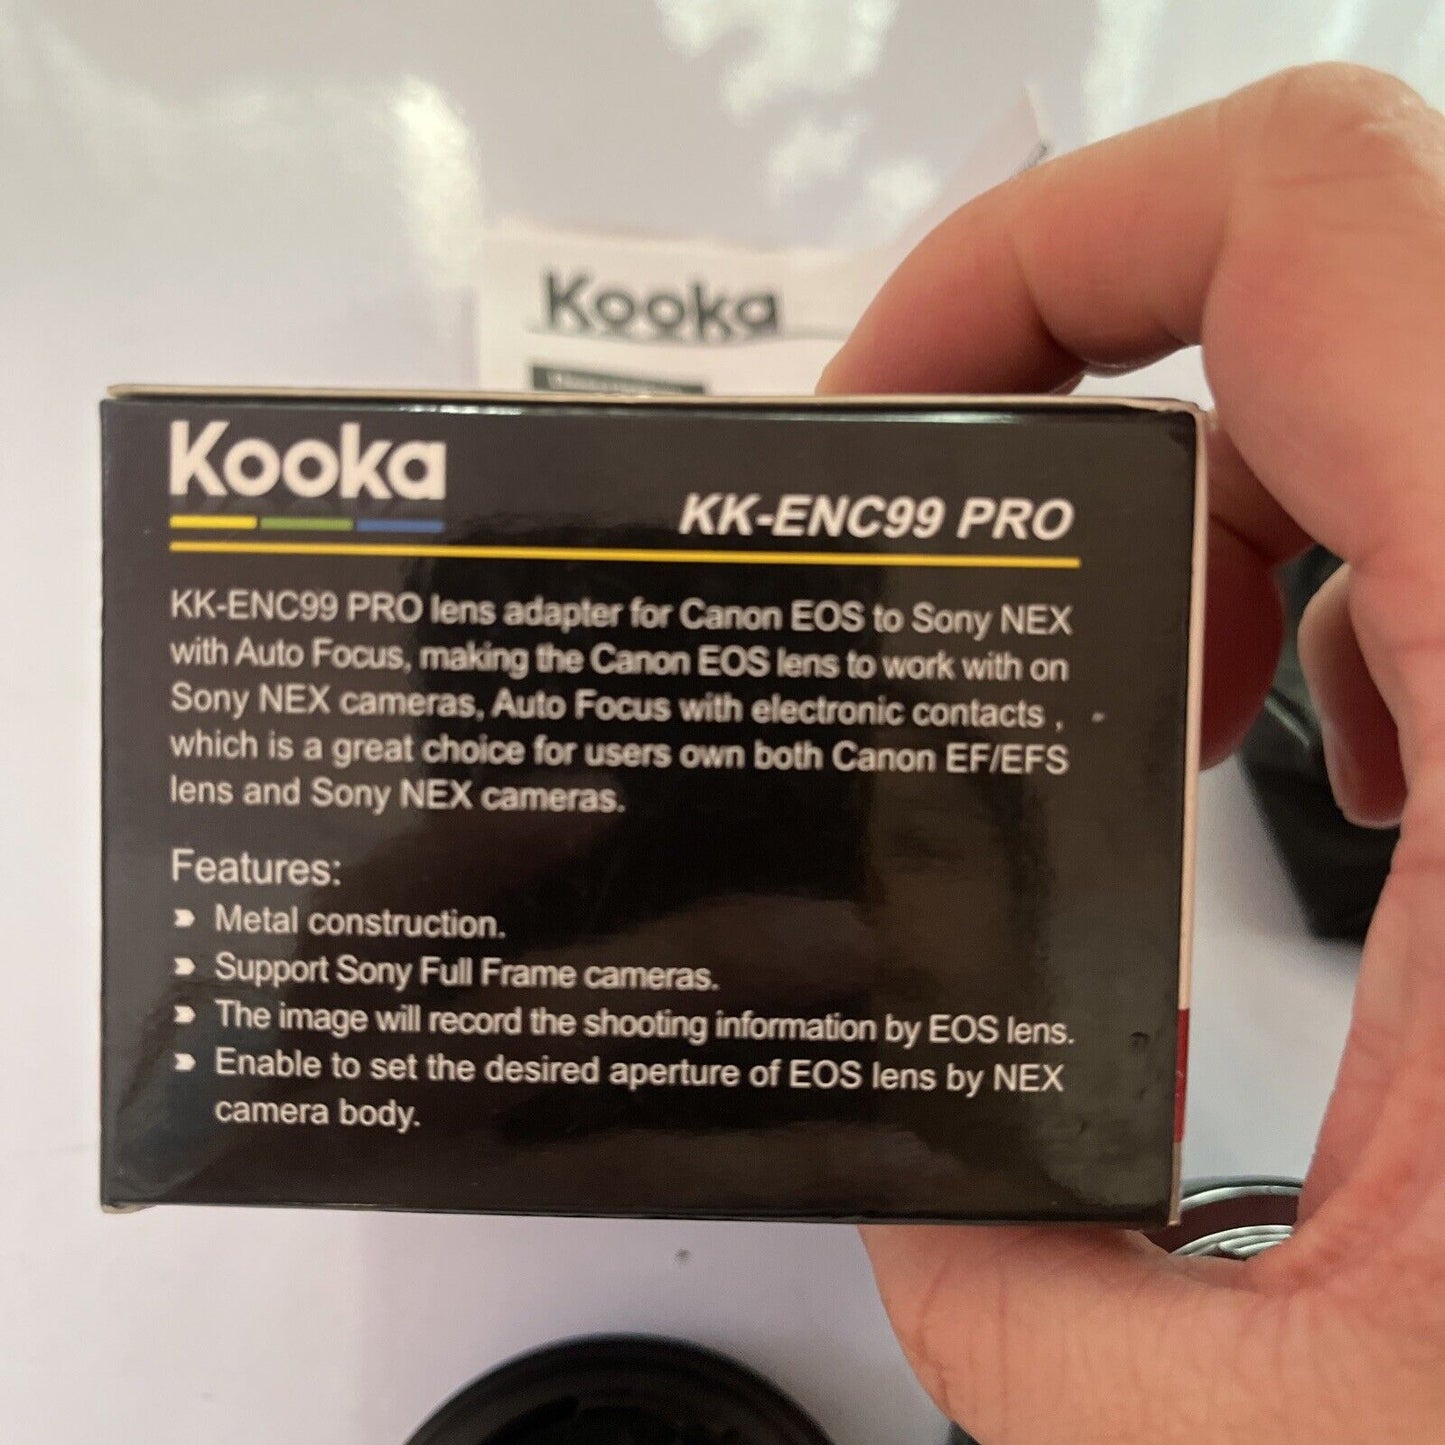 Kooka
Kooka
KK-ENC99 PRO
KK-ENC99 PRO lens adapter for Canon EOS to Sony NEX
with Auto Focus, making the Canon EOS lens to work with on
Sony NEX cameras, Auto Focus with electronic contacts ,
which is a great choice for users own both Canon EF/EFS
lens and Sony NEX cameras.
Features:
Metal construction.
Support Sony Full Frame cameras.
The image will record the shooting information by EOS lens.
Enable to set the desired aperture of EOS lens by NEX
camera body.